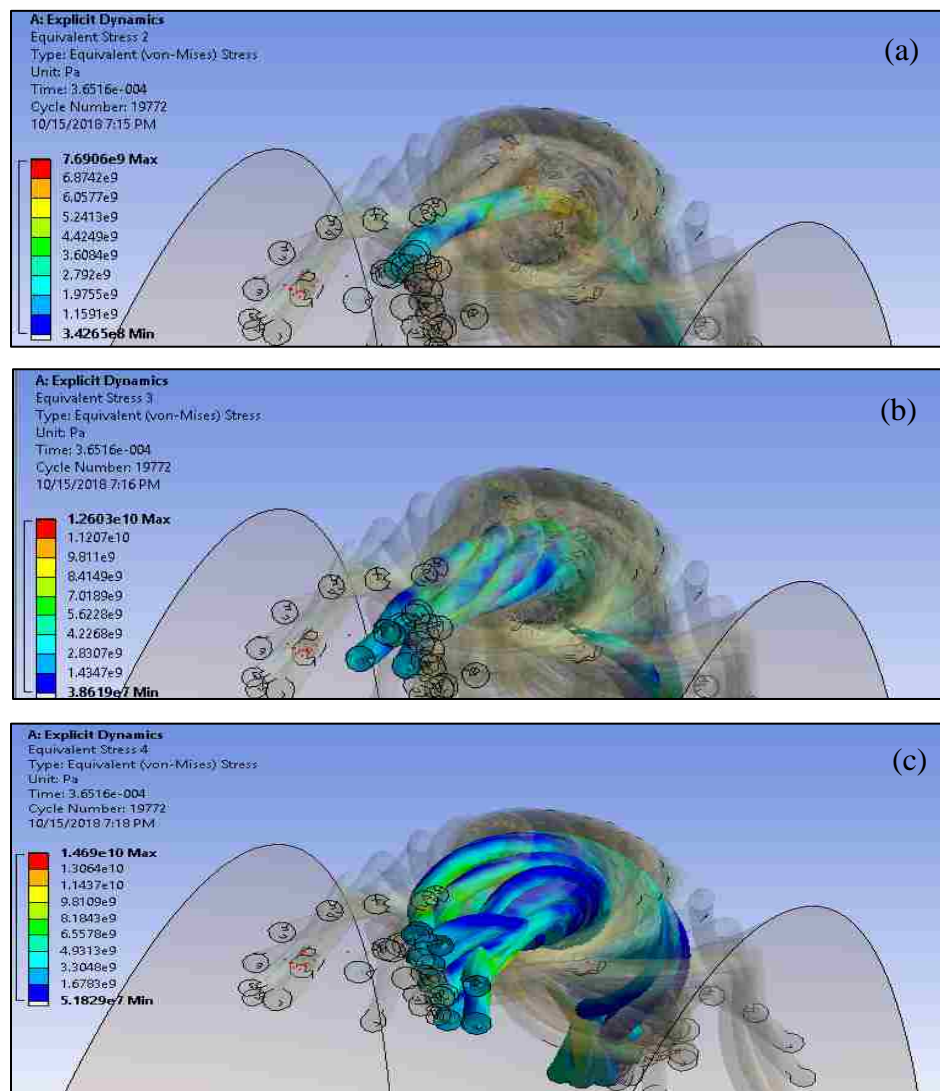 A: Explicit Dynamics
Equivalent Stress 2
Type: Equivalent (von-Mises) Stress
Unit: Pa
Time: 3.6516e-004
Cycle Number: 19772
10/15/2018 7:15 PM
(a)
7.6906e9 Max
6.8742e9
6.0577e9
5.2413e9
4.4249e9
3.6084e9
2.792e9
1.9755e9
1.1591e9
3.4265e8 Min
A: Explicit Dynamics
Equivalent Stress 3
Type: Equivalent (von-Mises) Stress
Unit: Pa
Time: 3.6516e-004
Cycle Number: 19772
10/15/2018 7:16 PM
(b)
1.2603e10 Max
1.1207e10
9.811e9
8.4149e9
7.0189e9
5.6228e9
4.2268e9
2.8307e9
1.4347e9
3.8619e7 Min
A: Explicit Dynamics
Equivalent Stress 4
Type: Equivalent (von-Mises) Stress
Unit: Pa
Time: 3.6516e-004
Cycle Number: 19772
10/15/2018 7:18 PM
(c)
1.469e10 Max
1.3064e10
1.1437e10
9.8109e9
8.1843e9
6.5578e9
4.9313e9
3.3048e9
1.6783e9
5.1829e7 Min